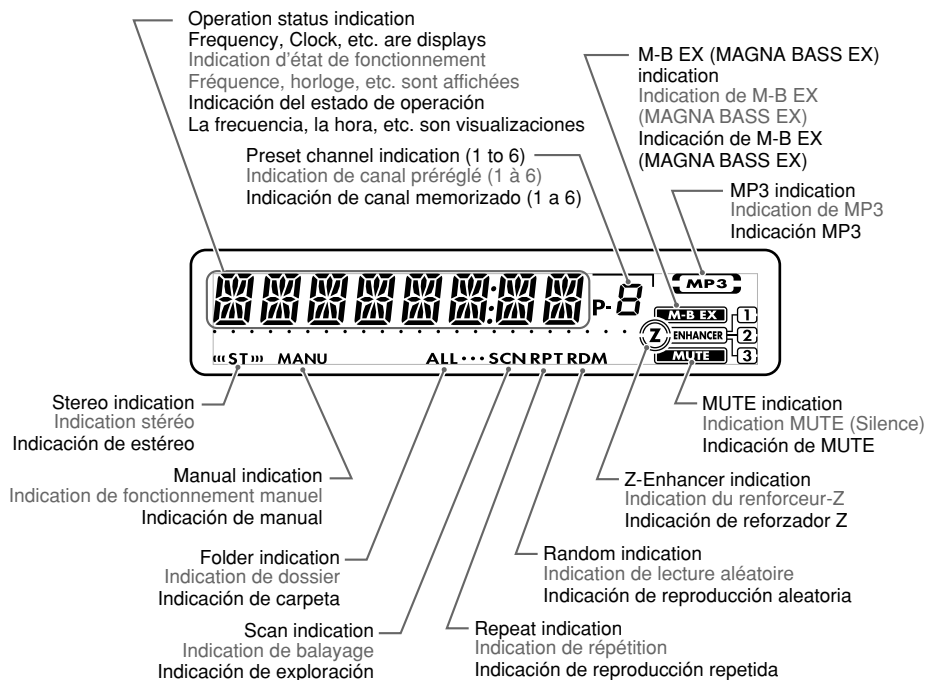 Operation status indication
Frequency, Clock, etc. are displays
Indication d'état de fonctionnement
Fréquence, horloge, etc. sont affichées
Indicación del estado de operación
La frecuencia, la hora, etc. son visualizaciones
M-B EX (MAGNA BASS EX)
indication
Indication de M-B EX
(MAGNA BASS EX)
Indicación de M-B EX
(MAGNA BASS EX)
Preset channel indication (1 to 6)
Indication de canal préréglé (1 à 6)
Indicación de canal memorizado (1 a 6)
MP3 indication
Indication de MP3
Indicación MP3
P-8
MP3
M-B EX
1
Z ENHANCER 2
MUTE 3
ST MANU ALL SCN RPT RDM
Stereo indication
Indication stéréo
Indicación de estéreo
MUTE indication
Indication MUTE (Silence)
Indicación de MUTE
Manual indication
Indication de fonctionnement manuel
Indicación de manual
Z-Enhancer indication
Indication du renforceur-Z
Indicación de reforzador Z
Folder indication
Indication de dossier
Indicación de carpeta
Random indication
Indication de lecture aléatoire
Indicación de reproducción aleatoria
Scan indication
Indication de balayage
Indicación de exploración
Repeat indication
Indication de répétition
Indicación de reproducción repetida